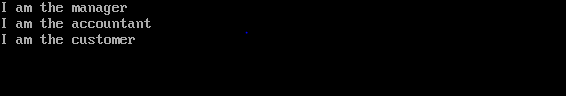 I am the manager
I am the accountant
I am the customer